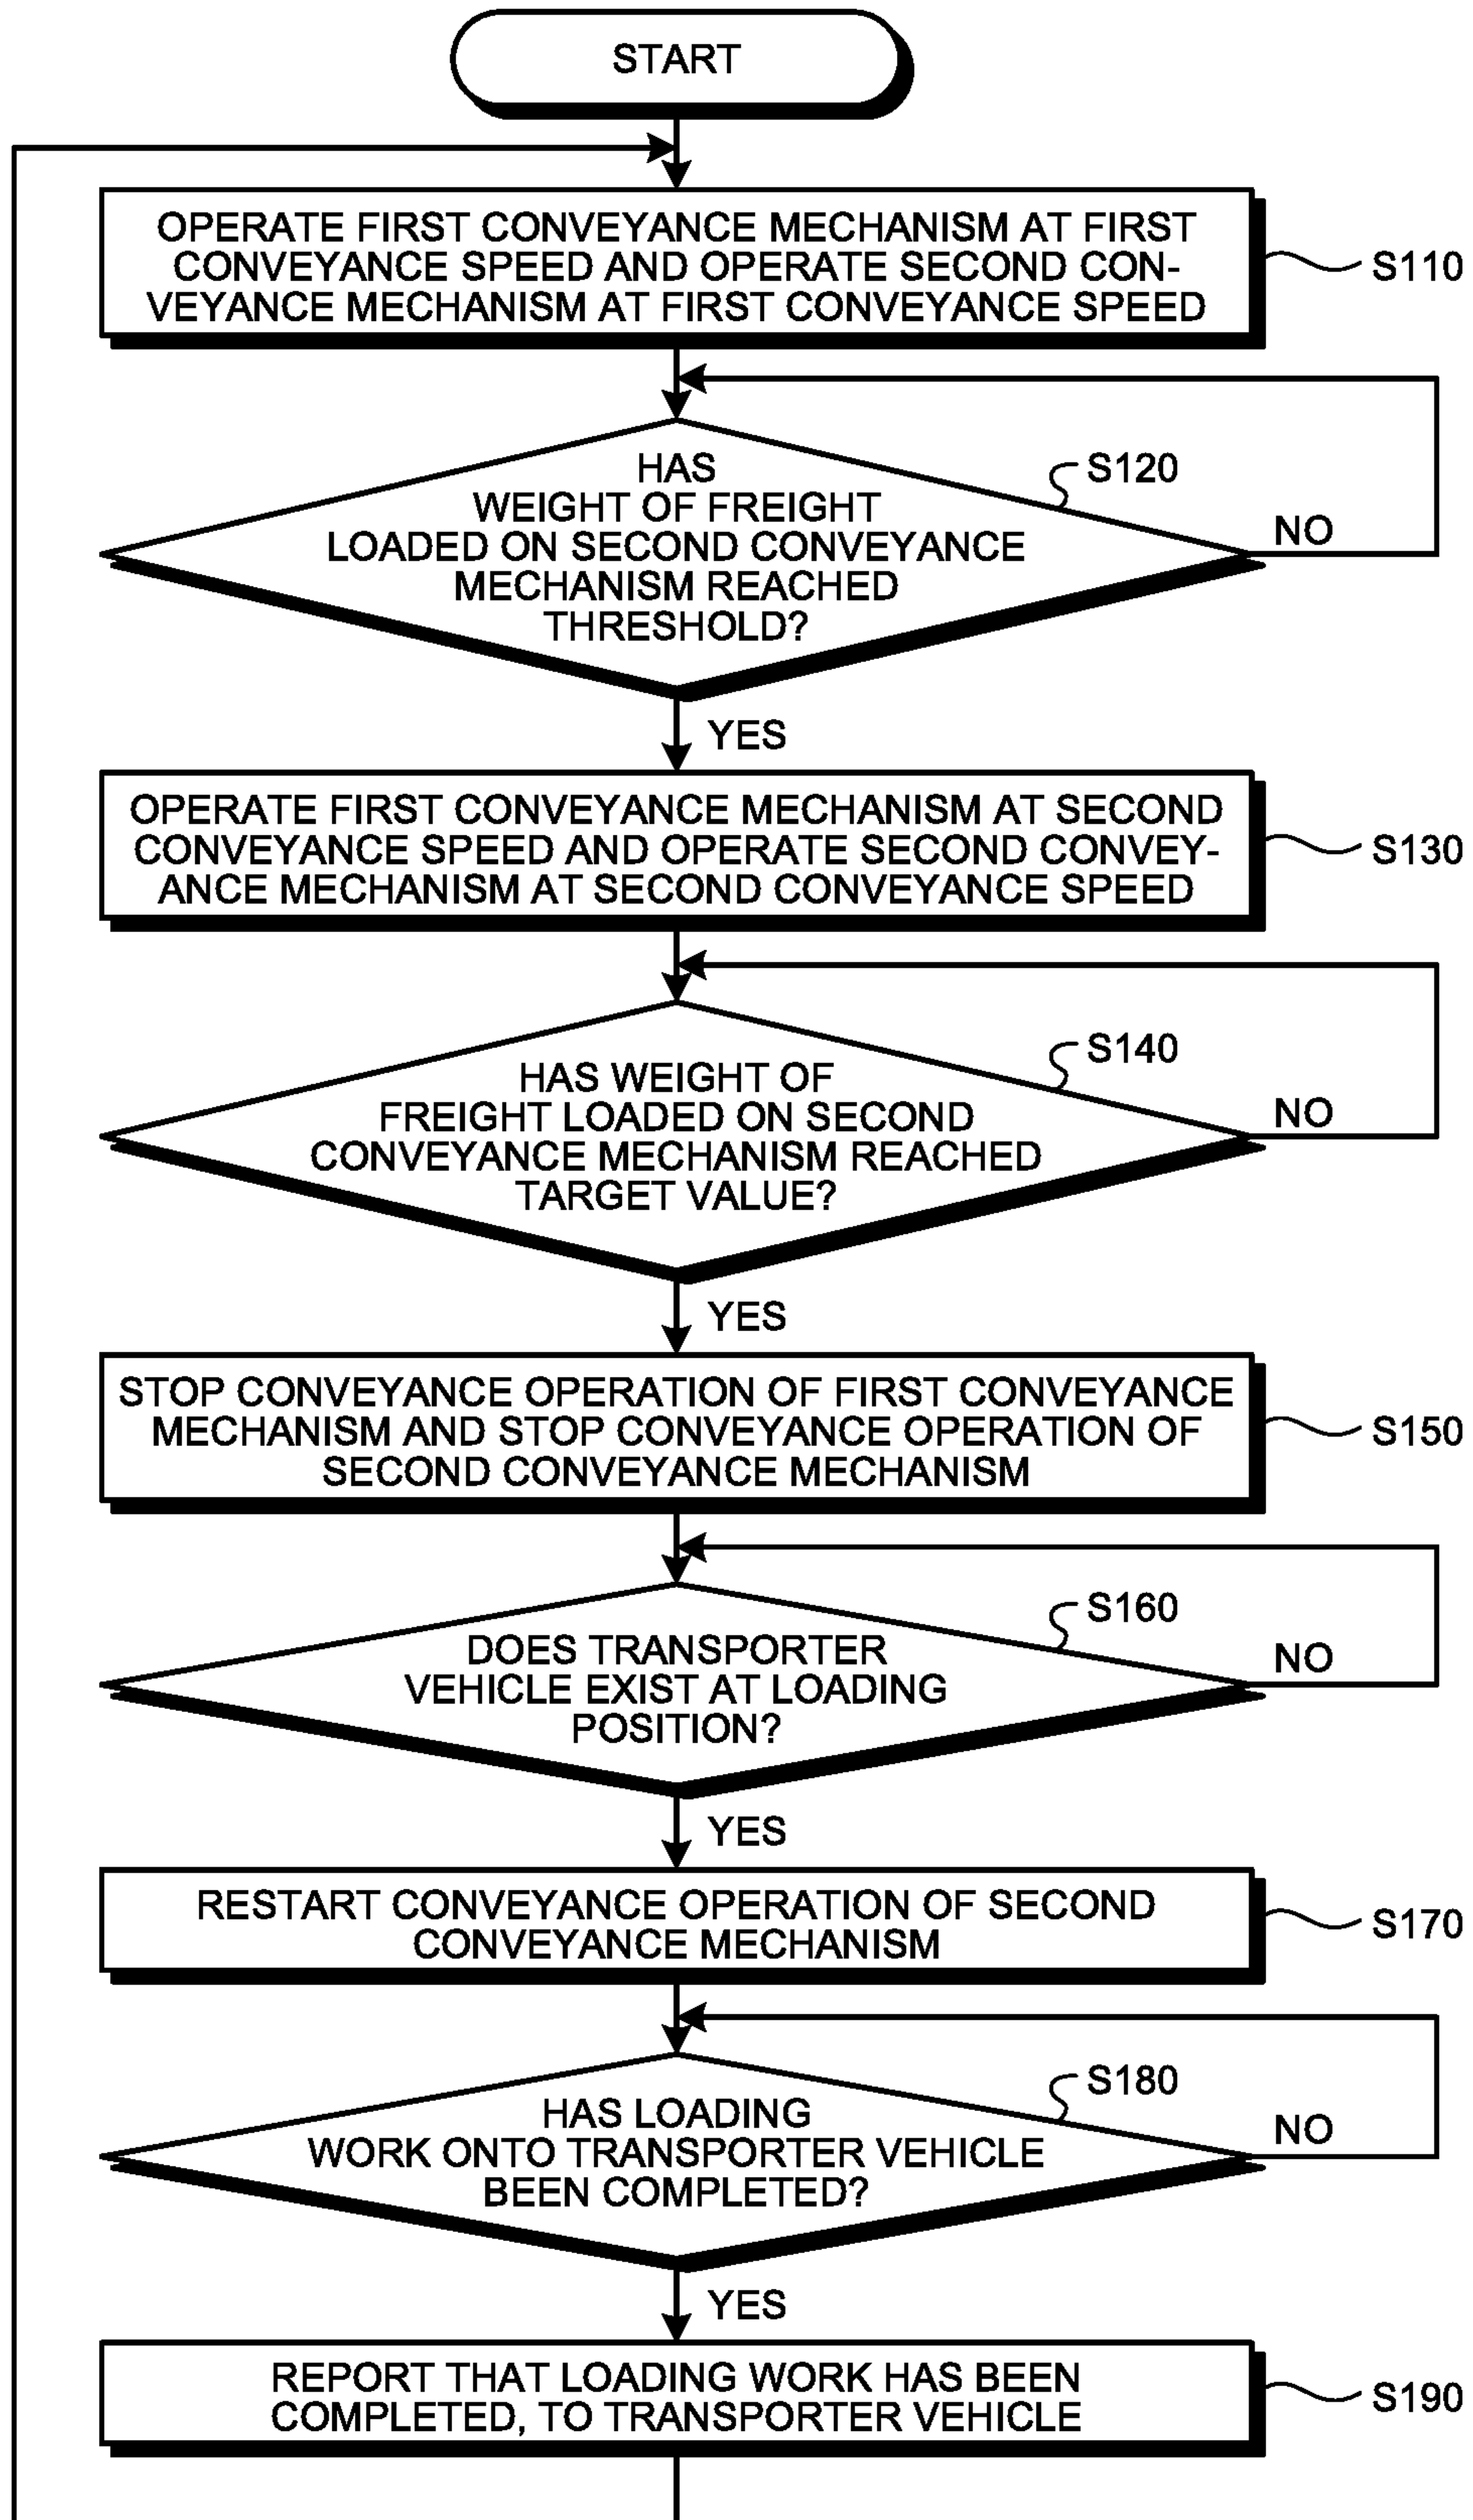 START
OPERATE FIRST CONVEYANCE MECHANISM AT FIRST
CONVEYANCE SPEED AND OPERATE SECOND CON-
VEYANCE MECHANISM AT FIRST CONVEYANCE SPEED
S110
HAS
WEIGHT OF FREIGHT
LOADED ON SECOND CONVEYANCE
MECHANISM REACHED
THRESHOLD?
S120
NO
YES
OPERATE FIRST CONVEYANCE MECHANISM AT SECOND
CONVEYANCE SPEED AND OPERATE SECOND CONVEY-
ANCE MECHANISM AT SECOND CONVEYANCE SPEED
S130
HAS WEIGHT OF
FREIGHT LOADED ON SECOND
CONVEYANCE MECHANISM REACHED
TARGET VALUE?
S140
NO
YES
STOP CONVEYANCE OPERATION OF FIRST CONVEYANCE
MECHANISM AND STOP CONVEYANCE OPERATION OF
SECOND CONVEYANCE MECHANISM
S150
DOES TRANSPORTER
VEHICLE EXIST AT LOADING
POSITION?
S160
NO
YES
RESTART CONVEYANCE OPERATION OF SECOND
CONVEYANCE MECHANISM
S170
HAS LOADING
WORK ONTO TRANSPORTER VEHICLE
BEEN COMPLETED?
S180
NO
YES
REPORT THAT LOADING WORK HAS BEEN
COMPLETED, TO TRANSPORTER VEHICLE
S190